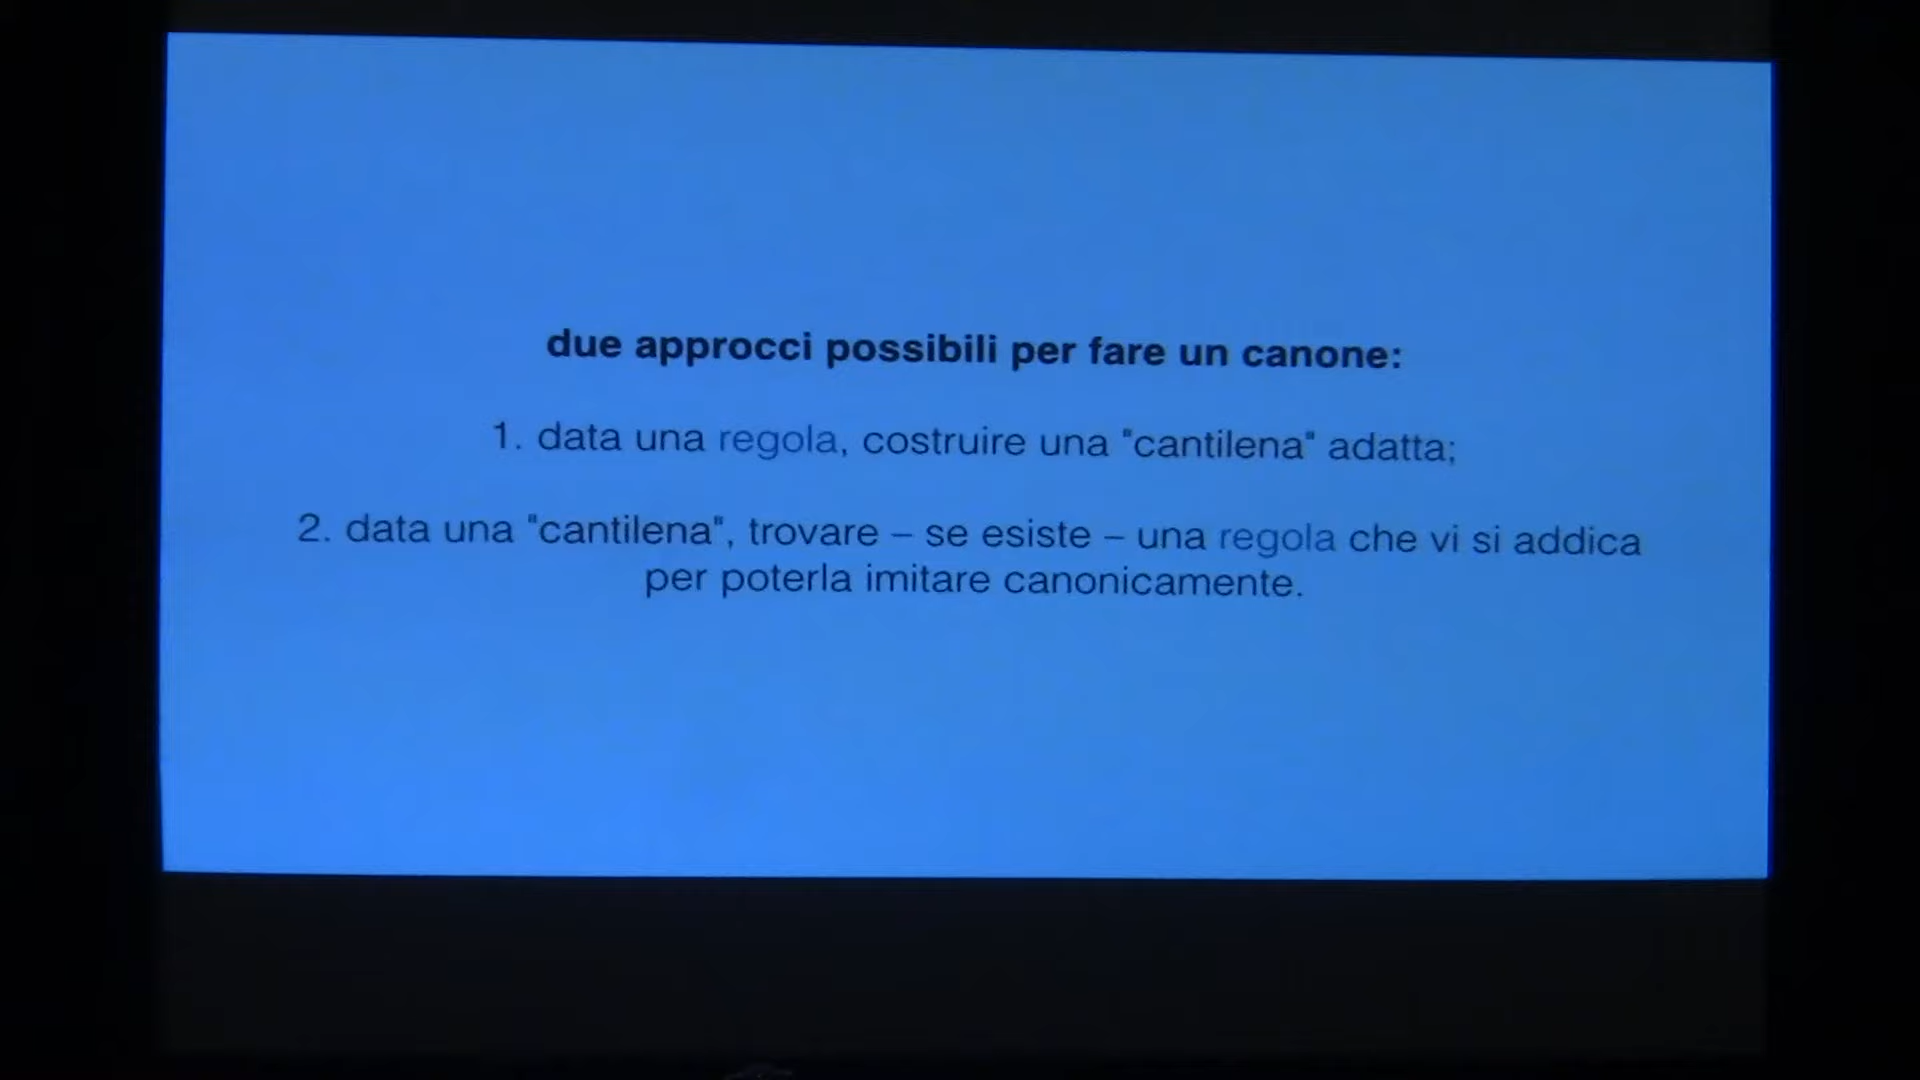 due approcci possibili per fare un canone:
1. data una regola, costruire una "cantilena" adatta;
2. data una "cantilena", trovare – se esiste – una regola che vi si addica
per poterla imitare canonicamente.